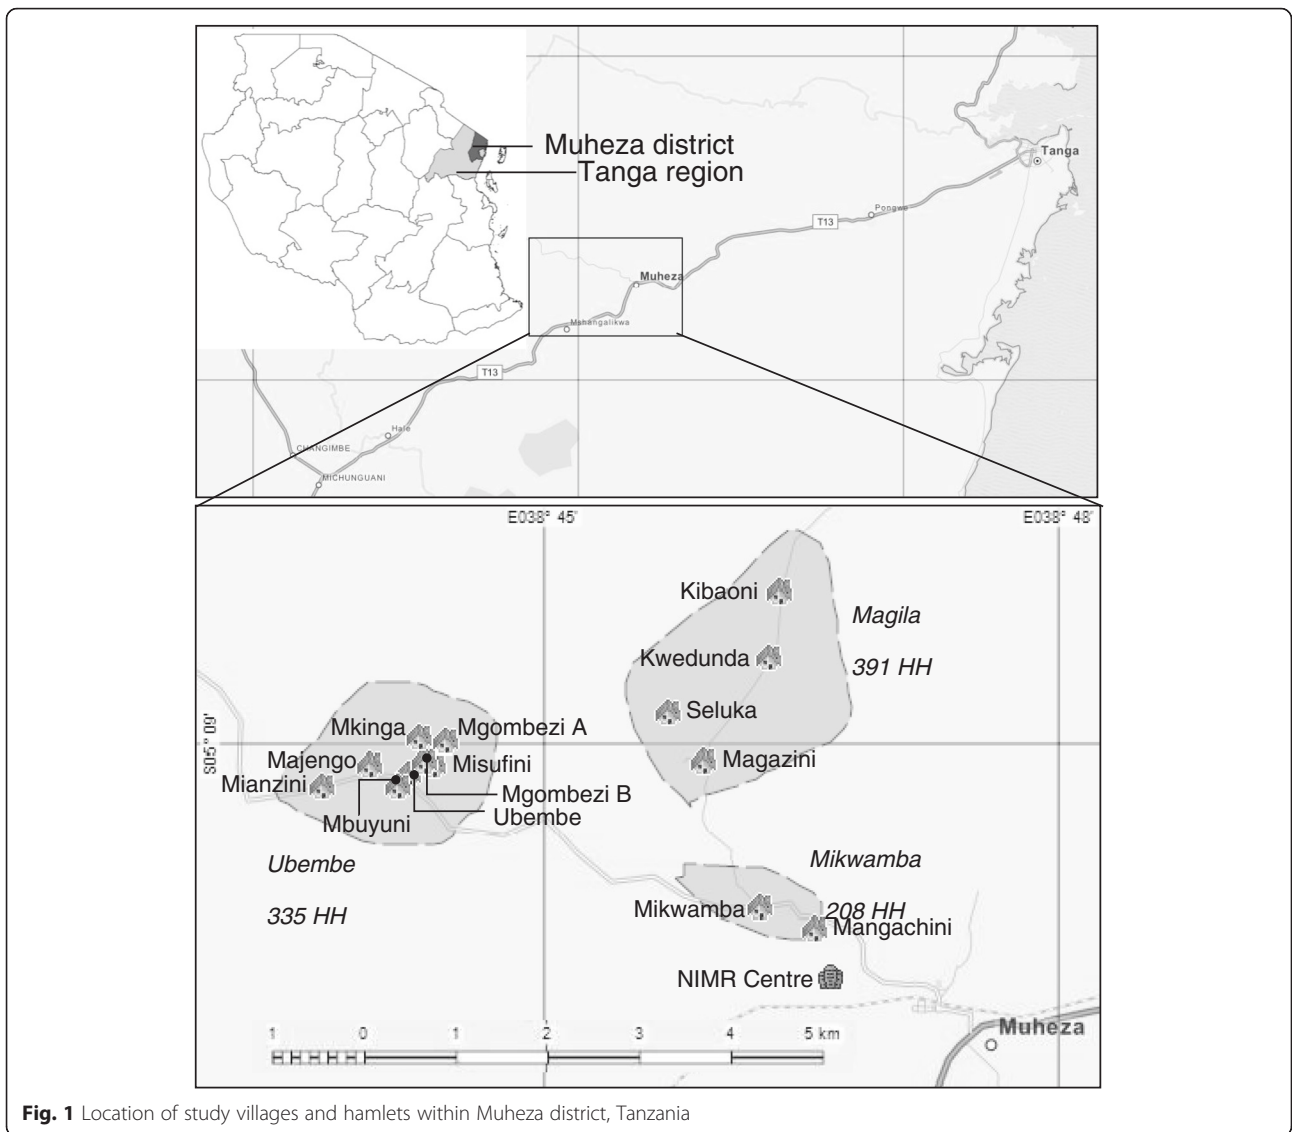 Muheza district
Tanga region
Tanga
Pongwe
T13
Muheza
Mshangalikwa
T13
Hale
CHANGIMBE
MICHUNGUANI
E038° 45'
E038° 48'
Kibaoni
Magila
Kwedunda
391 HH
Seluka
S05° 09'
Mkinga
Mgombezi A
Majengo
Misufini
Magazini
Mianzini
Mgombezi B
Mbuyuni
Ubembe
Ubembe
Mikwamba
335 HH
Mikwamba
208 HH
Mangachini
NIMR Centre
Muheza
1 0 1 2 3 4 5 km
Fig. 1 Location of study villages and hamlets within Muheza district, Tanzania